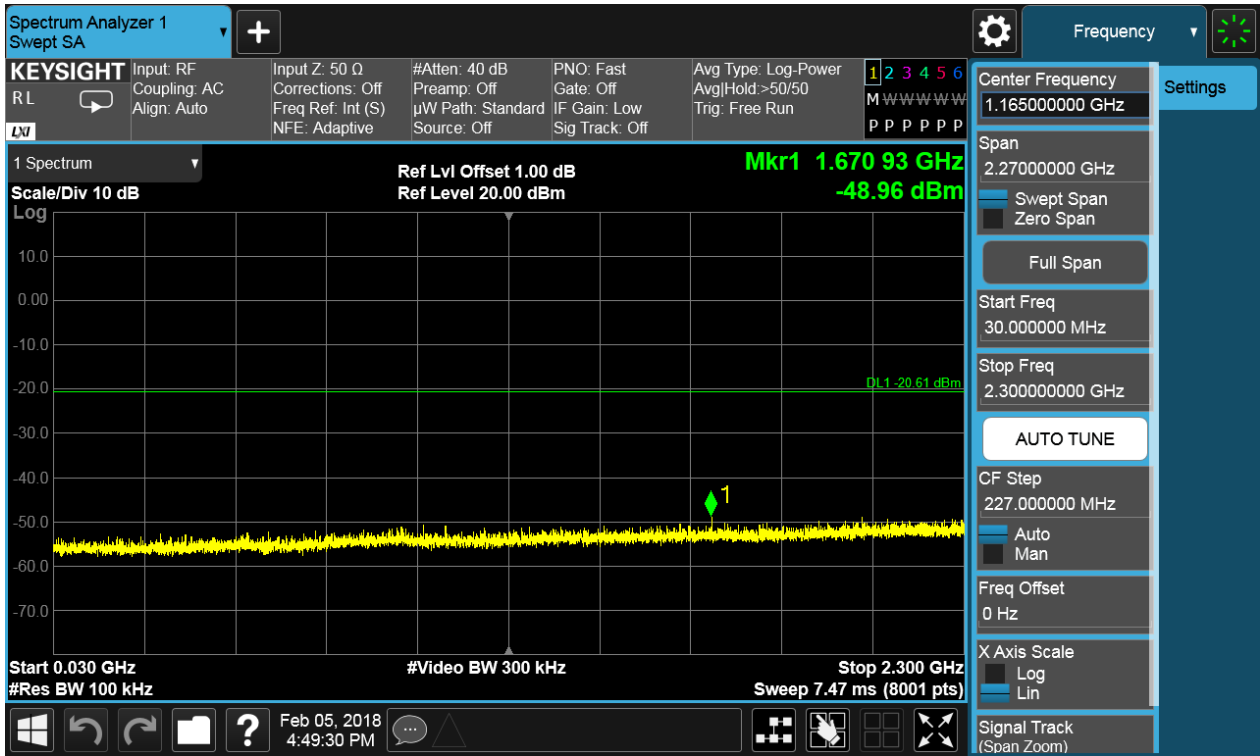 Spectrum Analyzer 1
Swept SA
+
Frequency
KEYSIGHT
R L
LXI
Input: RF
Coupling: AC
Align: Auto
Input Z: 50 Ω
Corrections: Off
Freq Ref: Int (S)
NFE: Adaptive
#Atten: 40 dB
Preamp: Off
µW Path: Standard
Source: Off
PNO: Fast
Gate: Off
IF Gain: Low
Sig Track: Off
Avg Type: Log-Power
Avg|Hold:>50/50
Trig: Free Run
1 2 3 4 5 6
M W W W W W
P P P P P P
1 Spectrum
Scale/Div 10 dB
Log
Ref Lvl Offset 1.00 dB
Ref Level 20.00 dBm
Mkr1 1.670 93 GHz
-48.96 dBm
10.0
0.00
-10.0
-20.0
DL1 -20.61 dBm
-30.0
-40.0
1
-50.0
-60.0
-70.0
Start 0.030 GHz
#Res BW 100 kHz
#Video BW 300 kHz
Stop 2.300 GHz
Sweep 7.47 ms (8001 pts)
Center Frequency
1.165000000 GHz
Span
2.27000000 GHz
Swept Span
Zero Span
Full Span
Start Freq
30.000000 MHz
Stop Freq
2.300000000 GHz
AUTO TUNE
CF Step
227.000000 MHz
Auto
Man
Freq Offset
0 Hz
X Axis Scale
Log
Lin
Signal Track
(Span Zoom)
Settings
?
Feb 05, 2018
4:49:30 PM